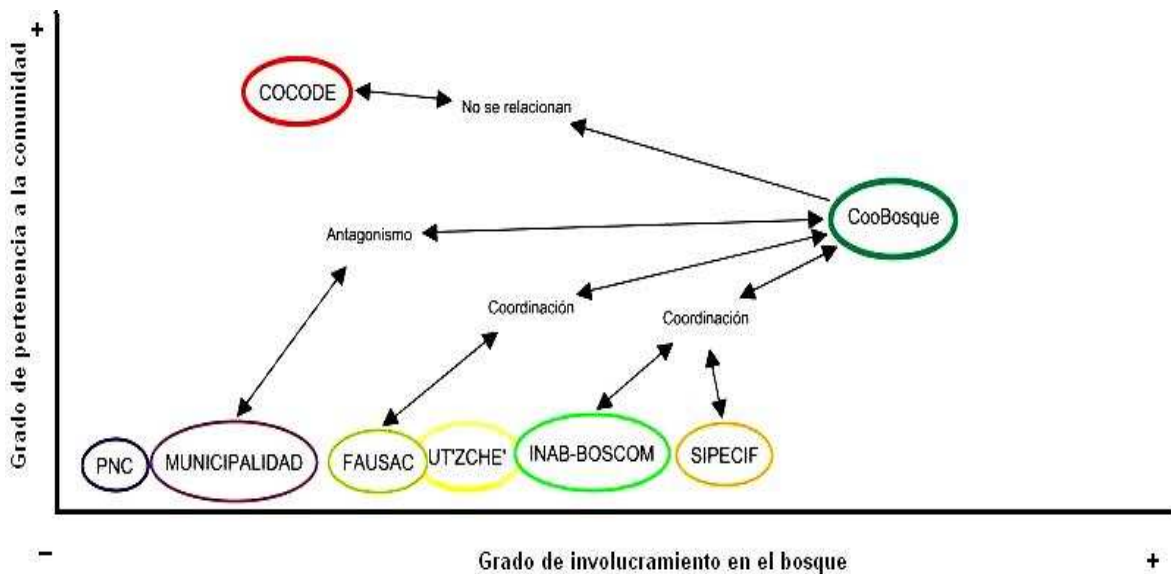 +
Grado de pertenencia a la comunidad
COCODE
No se relacionan
CooBosque
Antagonismo
Coordinación
Coordinación
PNC
MUNICIPALIDAD
FAUSAC
UT'ZCHE'
INAB-BOSCOM
SIPECIF
–
Grado de involucramiento en el bosque
+